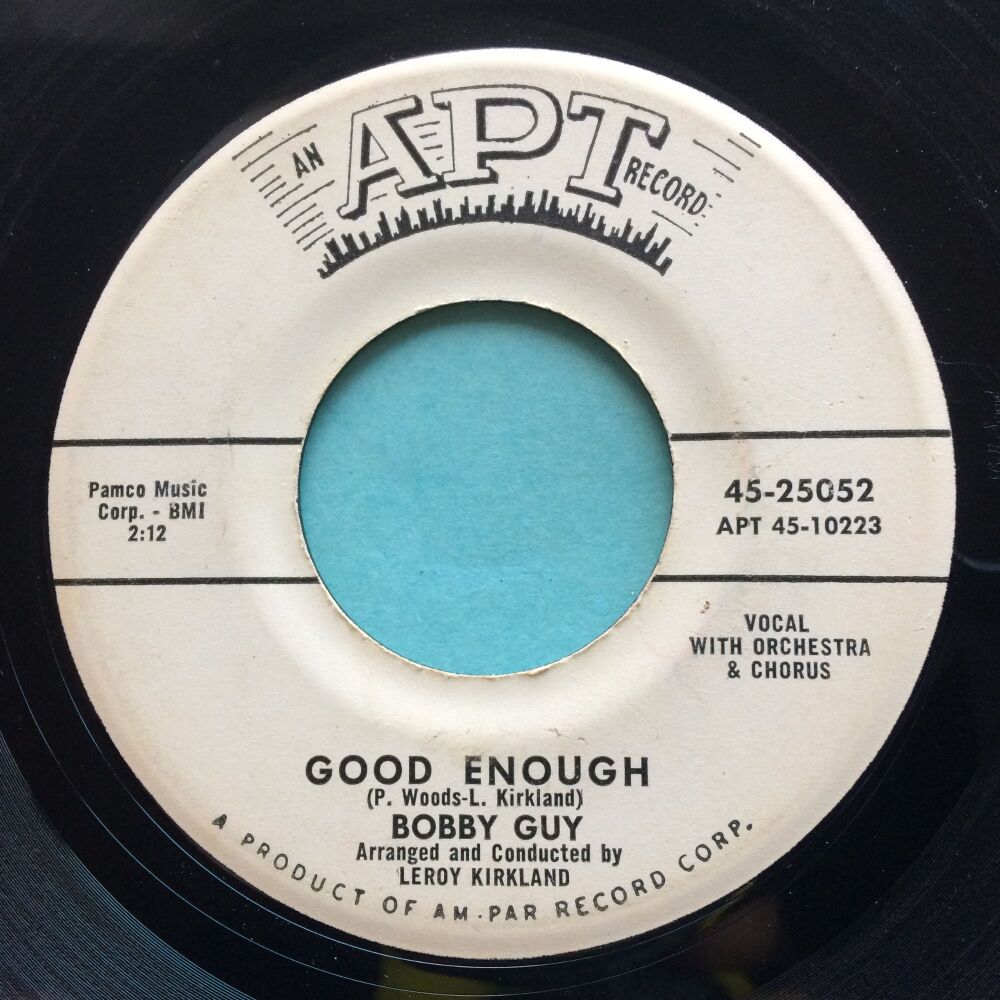 AN APT RECORD
Pamco Music
Corp. - BMI
2:12
45-25052
APT 45-10223
VOCAL
WITH ORCHESTRA
& CHORUS
GOOD ENOUGH
(P. Woods-L. Kirkland)
BOBBY GUY
Arranged and Conducted by
LEROY KIRKLAND
A PRODUCT OF AM-PAR RECORD CORP.